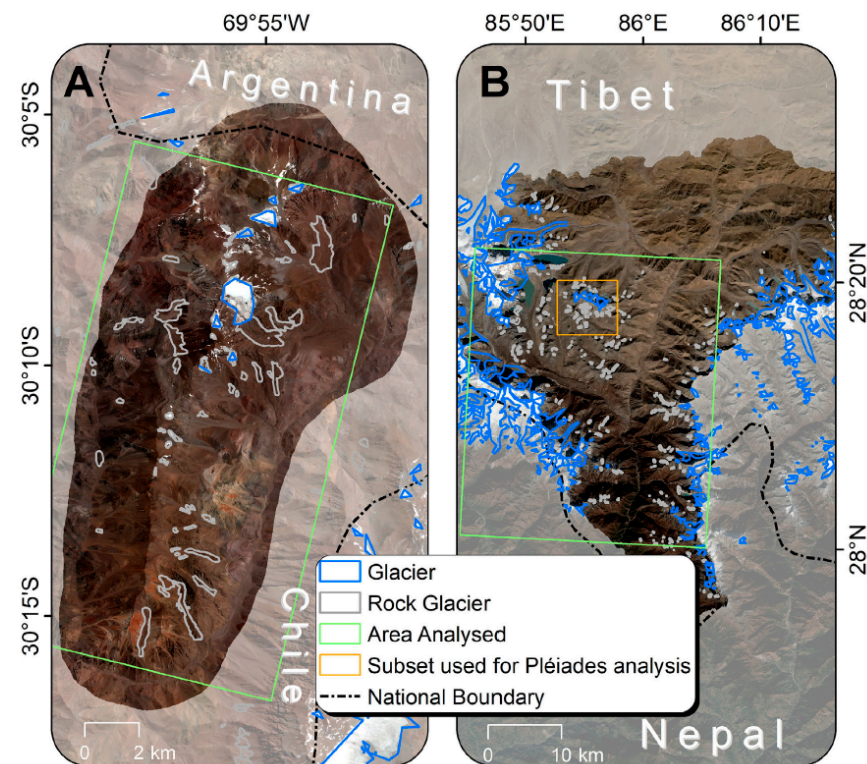 69°55'W
85°50'E
86°E
86°10'E
A
Argentina
B
Tibet
30°5'S
30°10'S
30°15'S
28°20'N
28°N
Chile
Glacier
Rock Glacier
Area Analysed
Subset used for Pléiades analysis
National Boundary
0 2 km
0 10 km
Nepal